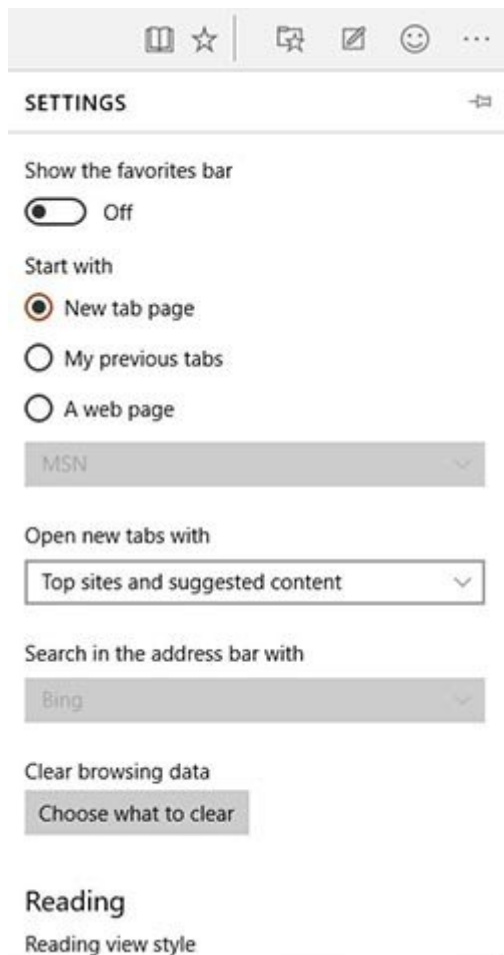 SETTINGS
Show the favorites bar
Off
Start with
New tab page
My previous tabs
A web page
MSN
Open new tabs with
Top sites and suggested content
Search in the address bar with
Bing
Clear browsing data
Choose what to clear
Reading
Reading view style